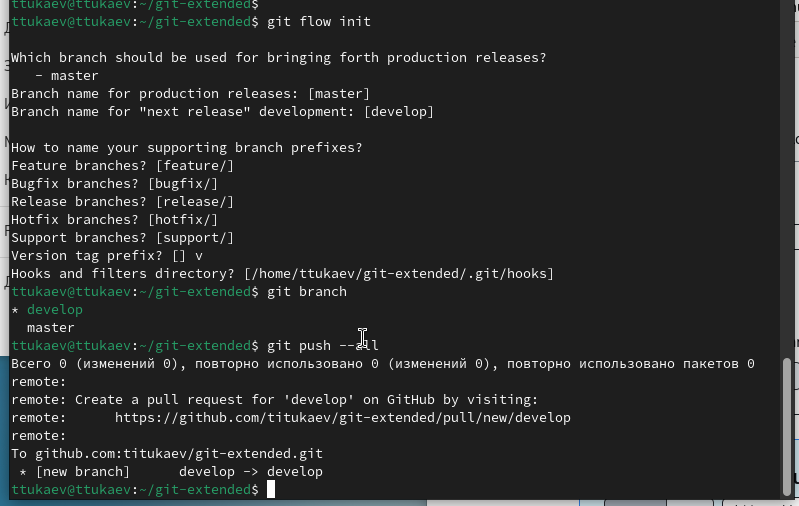 ttukaev@ttukaev:~/git-extended$
ttukaev@ttukaev:~/git-extended$ git flow init
Which branch should be used for bringing forth production releases?
- master
Branch name for production releases: [master]
Branch name for "next release" development: [develop]
How to name your supporting branch prefixes?
Feature branches? [feature/]
Bugfix branches? [bugfix/]
Release branches? [release/]
Hotfix branches? [hotfix/]
Support branches? [support/]
Version tag prefix? [] v
Hooks and filters directory? [/home/ttukaev/git-extended/.git/hooks]
ttukaev@ttukaev:~/git-extended$ git branch
* develop
master
ttukaev@ttukaev:~/git-extended$ git push --all
Всего 0 (изменений 0), повторно использовано 0 (изменений 0), повторно использовано пакетов 0
remote:
remote: Create a pull request for 'develop' on GitHub by visiting:
remote: https://github.com/titukaev/git-extended/pull/new/develop
remote:
To github.com:titukaev/git-extended.git
* [new branch] develop -> develop
ttukaev@ttukaev:~/git-extended$